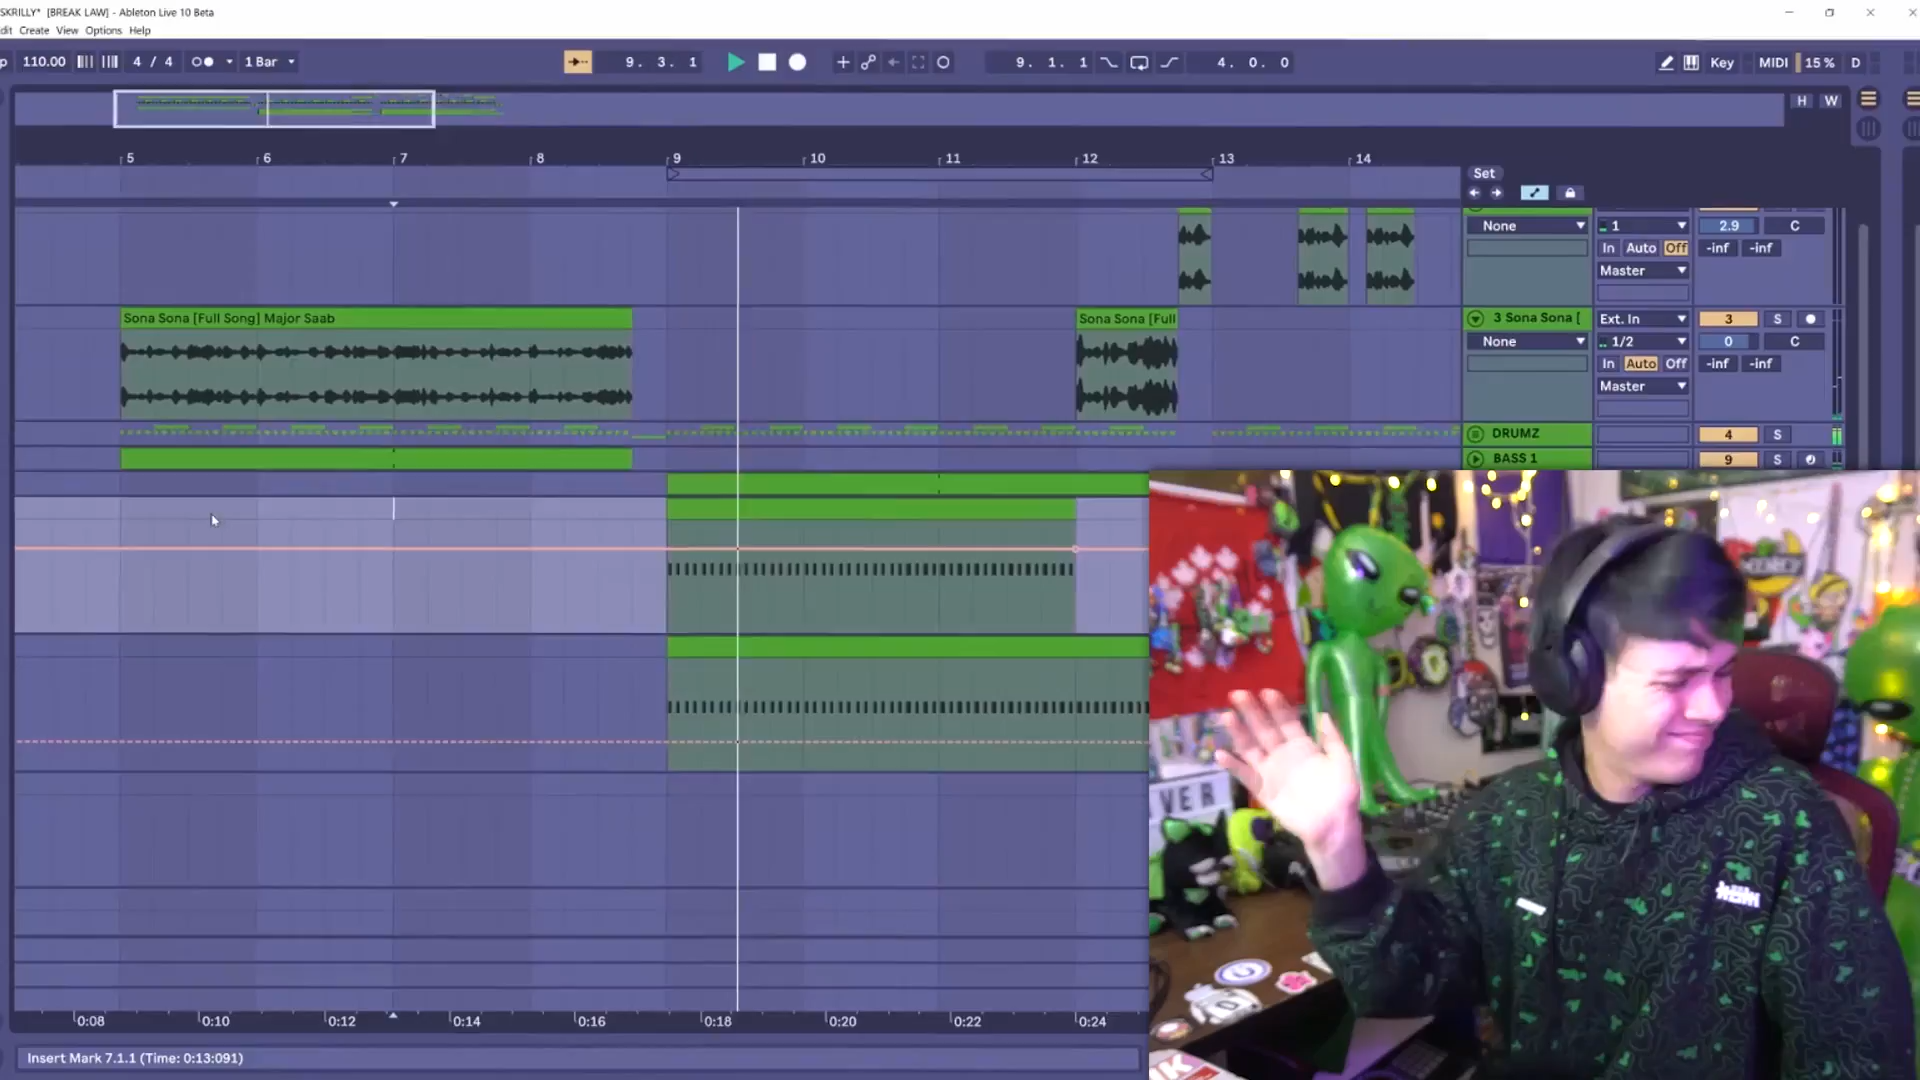 SKRILLY* [BREAK LAW] - Ableton Live 10 Beta
dit Create View Options Help
p 110.00 4 / 4 1 Bar 9. 3. 1 9. 1. 1 4. 0. 0 Key MIDI 15 % D
H W
5 6 7 8 9 10 11 12 13 14
Set
None 1 2.9 C
In Auto Off -inf -inf
Master
Sona Sona [Full Song] Major Saab Sona Sona [Full 3 Sona Sona [ Ext. In 3 S
None 1/2 0 C
In Auto Off -inf -inf
Master
DRUMZ 4 S
BASS 1 9 S
VER
0:08 0:10 0:12 0:14 0:16 0:18 0:20 0:22 0:24
Insert Mark 7.1.1 (Time: 0:13:091)